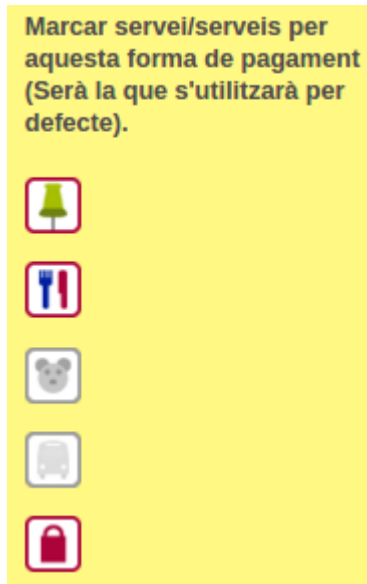 Marcar servei/serveis per
aquesta forma de pagament
(Serà la que s'utilitzarà per
defecte).